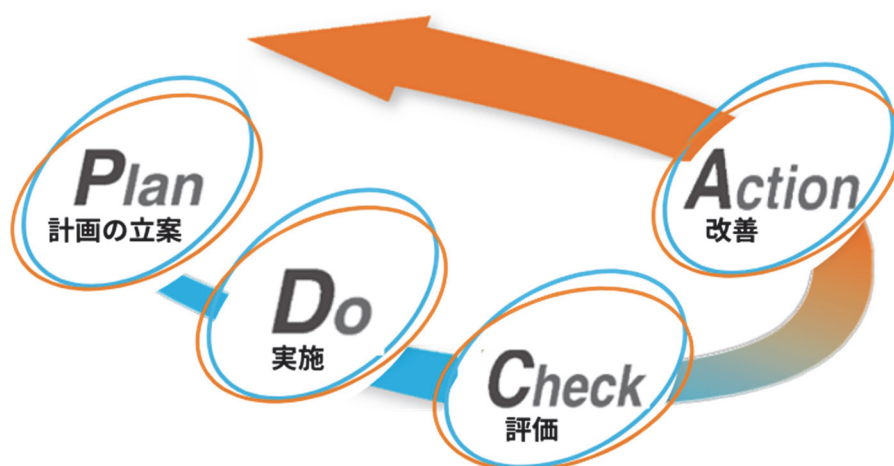 Plan
計画の立案
Do
実施
Check
評価
Action
改善